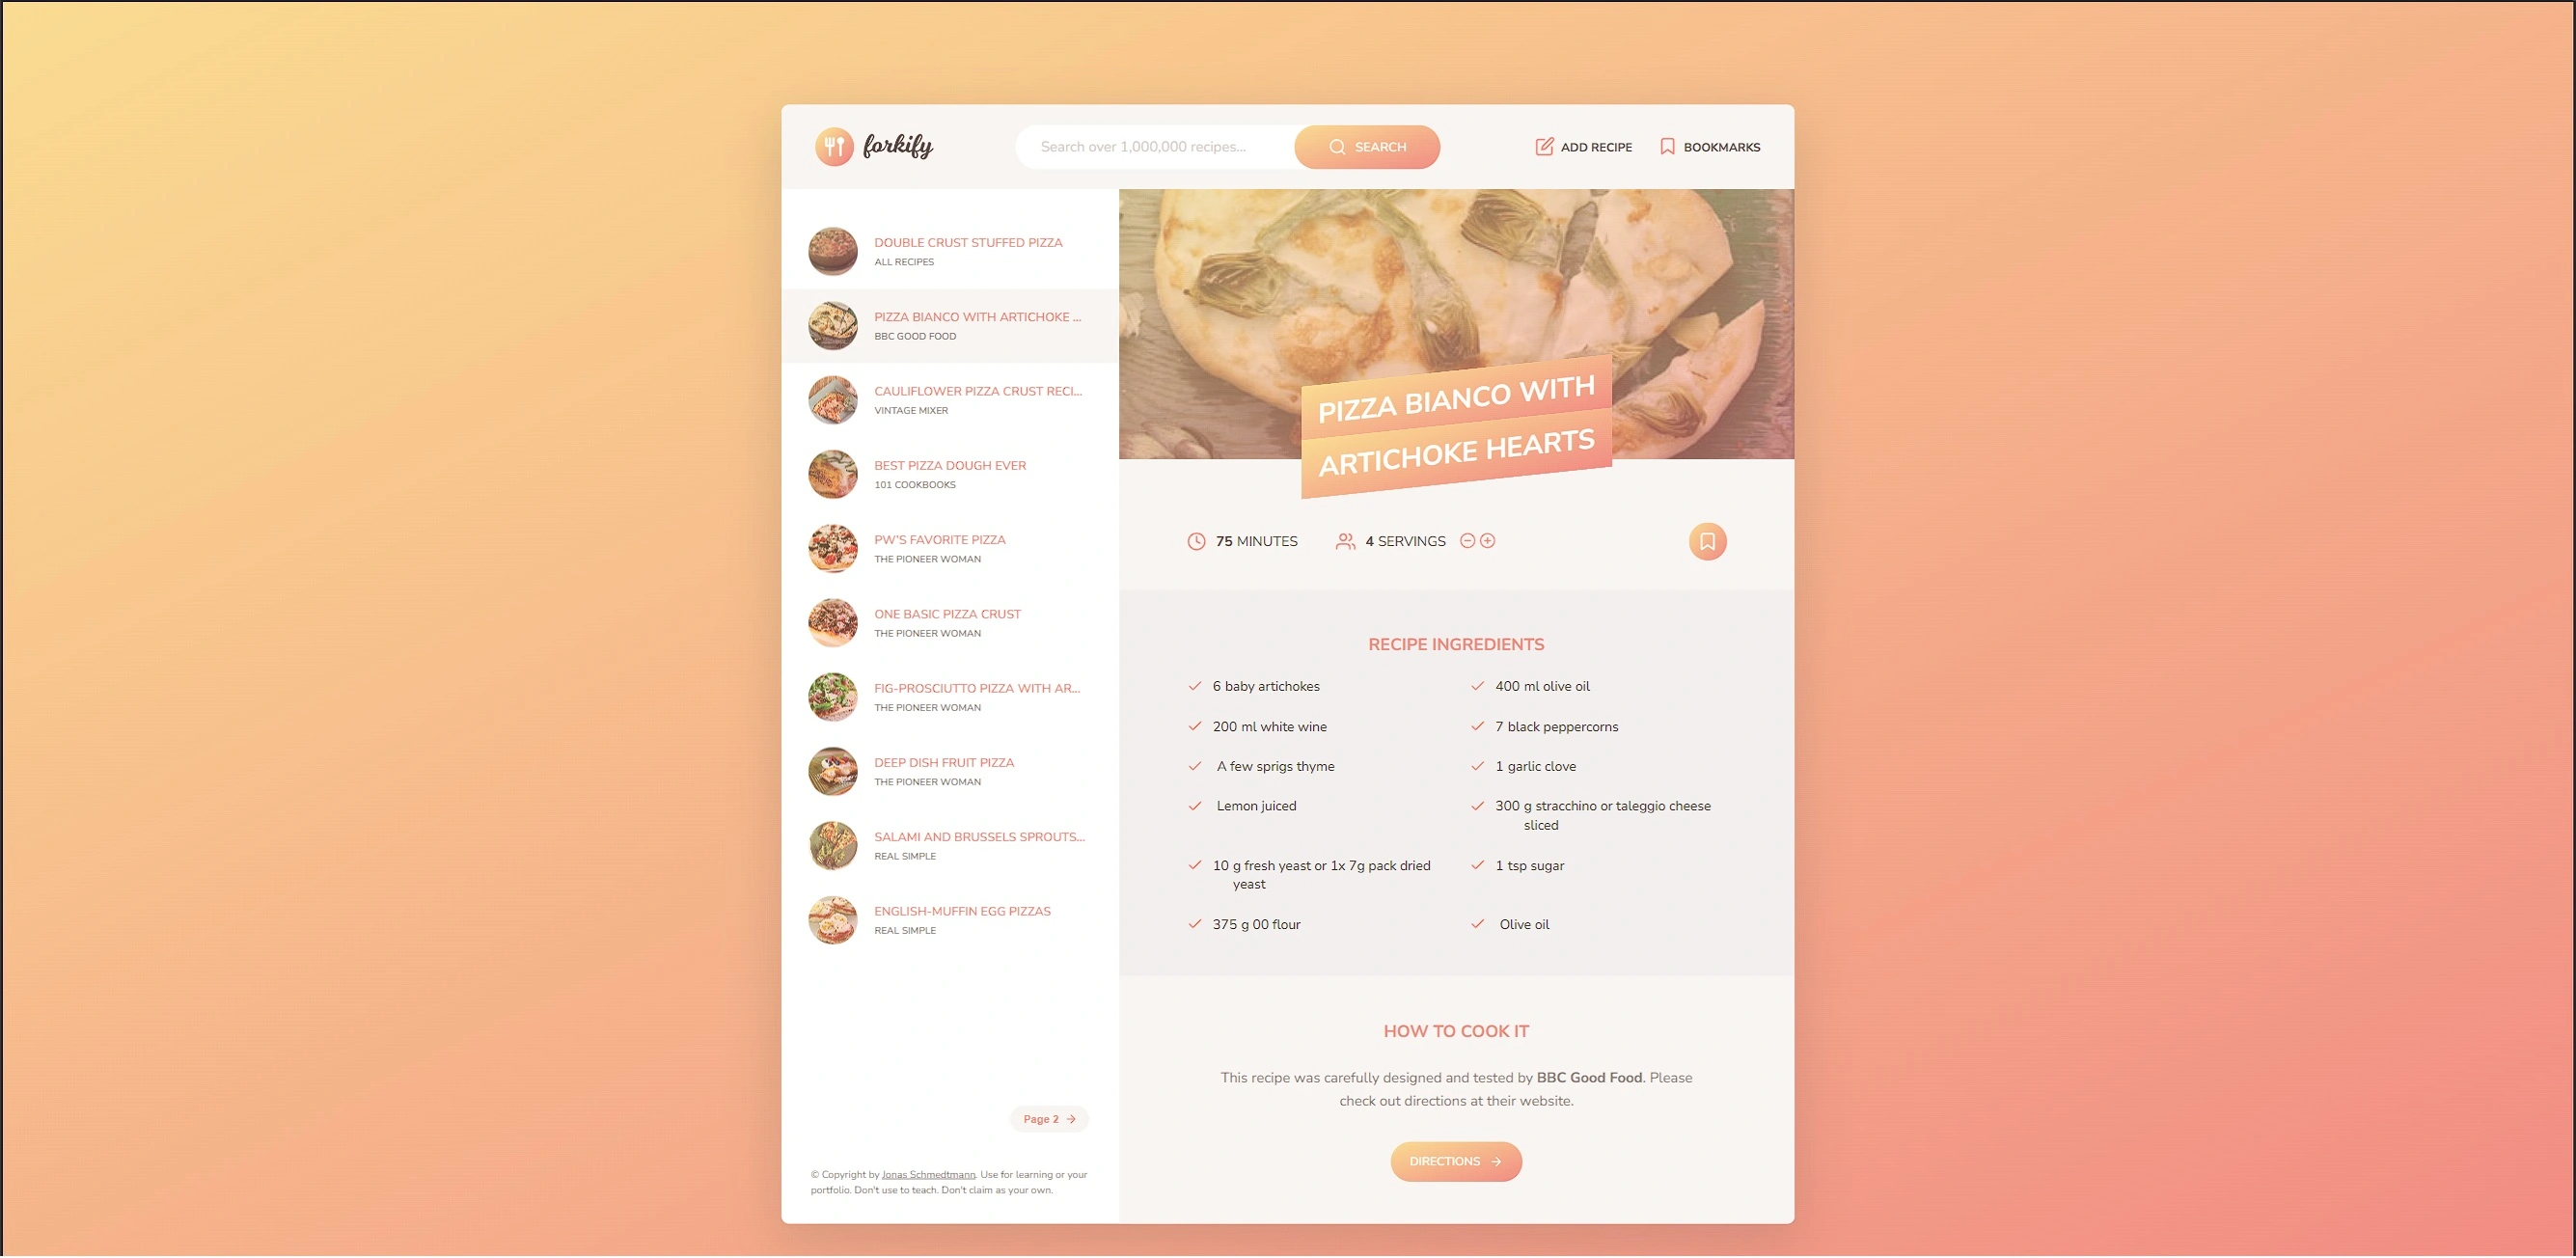 forkify
Search over 1,000,000 recipes...
SEARCH
ADD RECIPE
BOOKMARKS
DOUBLE CRUST STUFFED PIZZA
ALL RECIPES
PIZZA BIANCO WITH ARTICHOKE ...
BBC GOOD FOOD
CAULIFLOWER PIZZA CRUST RECI...
VINTAGE MIXER
BEST PIZZA DOUGH EVER
101 COOKBOOKS
PW'S FAVORITE PIZZA
THE PIONEER WOMAN
ONE BASIC PIZZA CRUST
THE PIONEER WOMAN
FIG-PROSCIUTTO PIZZA WITH AR...
THE PIONEER WOMAN
DEEP DISH FRUIT PIZZA
THE PIONEER WOMAN
SALAMI AND BRUSSELS SPROUTS...
REAL SIMPLE
ENGLISH-MUFFIN EGG PIZZAS
REAL SIMPLE
Page 2
© Copyright by Jonas Schmedtmann. Use for learning or your
portfolio. Don't use to teach. Don't claim as your own.
PIZZA BIANCO WITH
ARTICHOKE HEARTS
75 MINUTES
4 SERVINGS
RECIPE INGREDIENTS
6 baby artichokes
400 ml olive oil
200 ml white wine
7 black peppercorns
A few sprigs thyme
1 garlic clove
Lemon juiced
300 g stracchino or taleggio cheese
sliced
10 g fresh yeast or 1x 7g pack dried
yeast
1 tsp sugar
375 g 00 flour
Olive oil
HOW TO COOK IT
This recipe was carefully designed and tested by BBC Good Food. Please
check out directions at their website.
DIRECTIONS